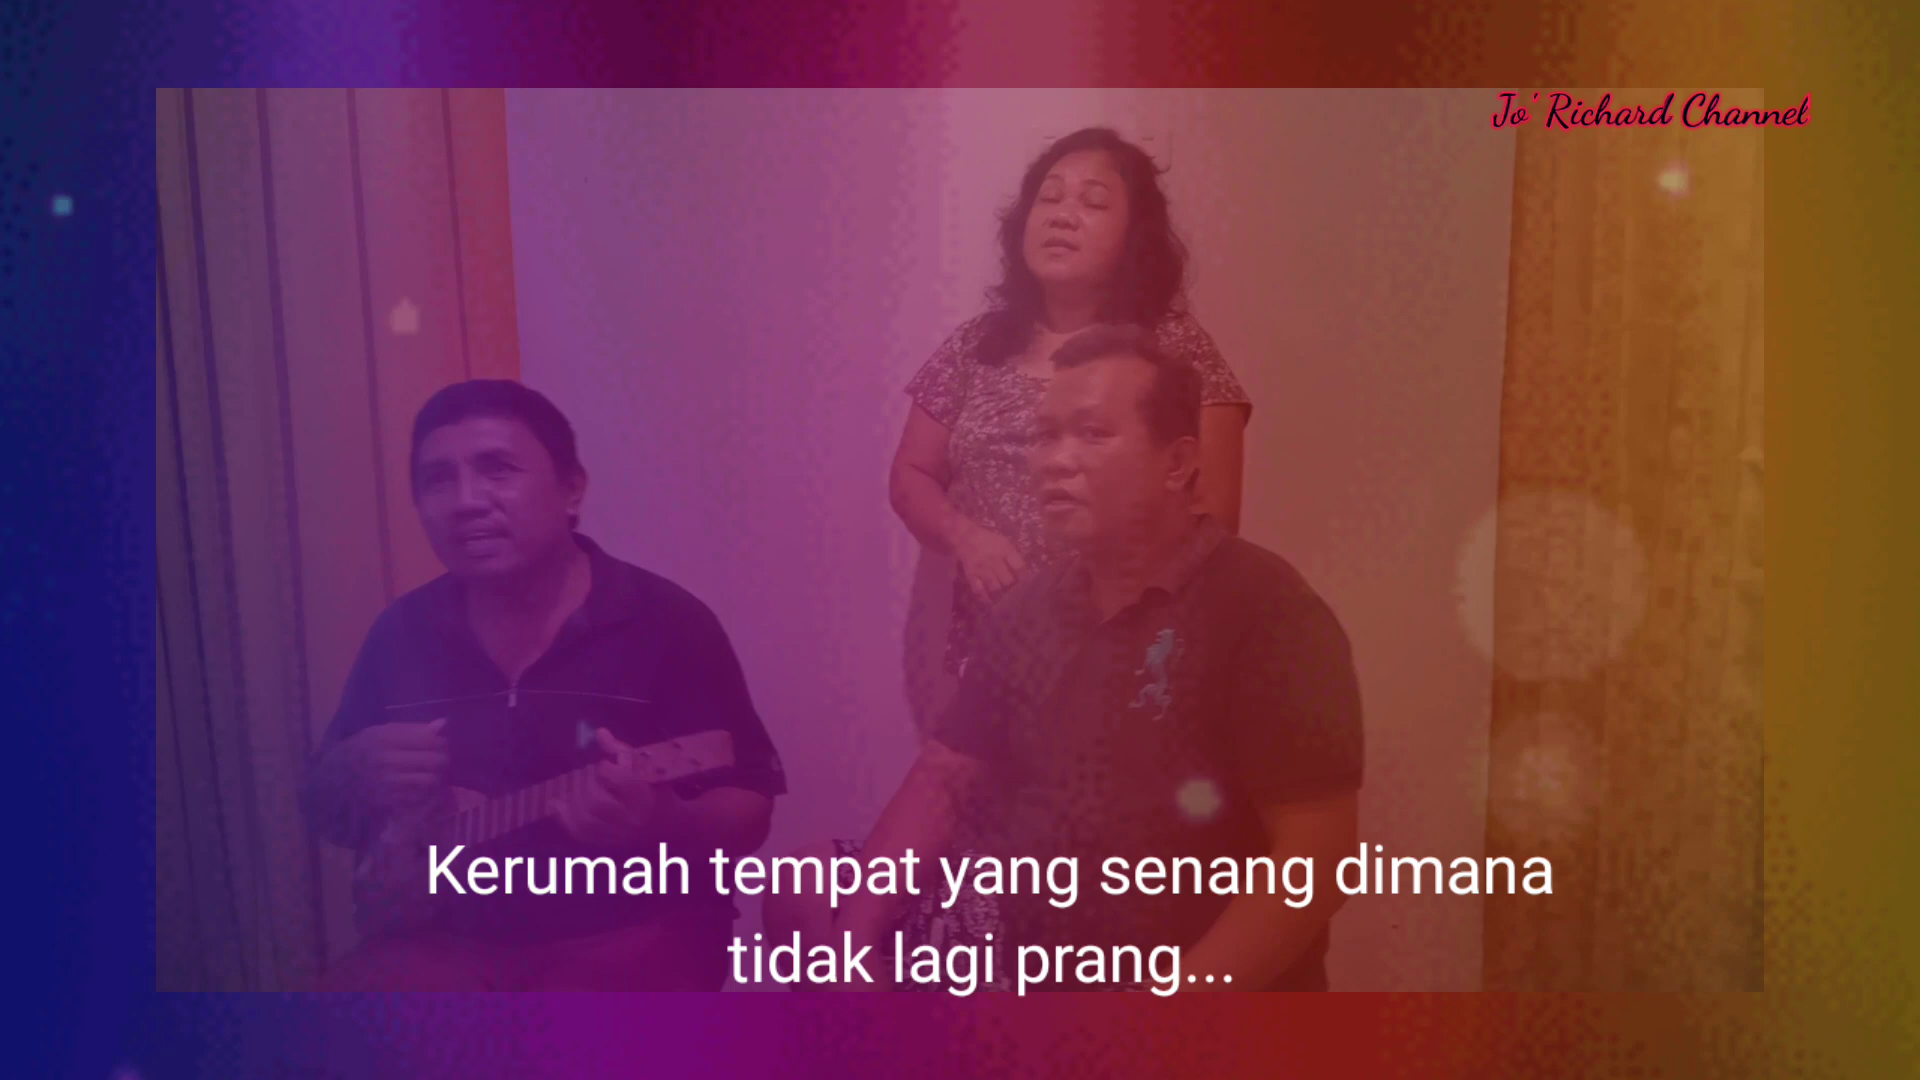 Jo' Richard Channel
Kerumah tempat yang senang dimana
tidak lagi prang...